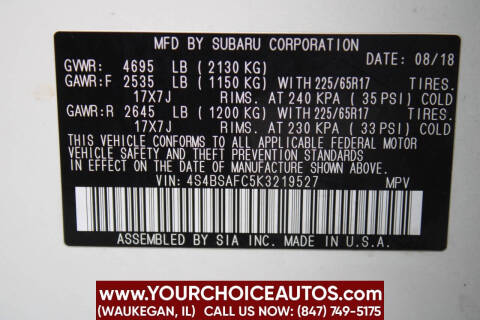 MFD BY SUBARU CORPORATION
GVWR: 4695 LB ( 2130 KG) DATE: 08/18
GAWR:F 2535 LB ( 1150 KG) WITH 225/65R17 TIRES.
17X7J RIMS. AT 240 KPA ( 35 PSI) COLD
GAWR:R 2645 LB ( 1200 KG) WITH 225/65R17 TIRES.
17X7J RIMS. AT 230 KPA ( 33 PSI) COLD
THIS VEHICLE CONFORMS TO ALL APPLICABLE FEDERAL MOTOR
VEHICLE SAFETY AND THEFT PREVENTION STANDARDS
IN EFFECT ON THE DATE OF MANUFACTURE SHOWN ABOVE.
VIN: 4S4BSAFC5K3219527 MPV
ASSEMBLED BY SIA INC. MADE IN U.S.A.
WWW.YOURCHOICEAUTOS.COM
(WAUKEGAN, IL) CALL US: (847) 749-5175